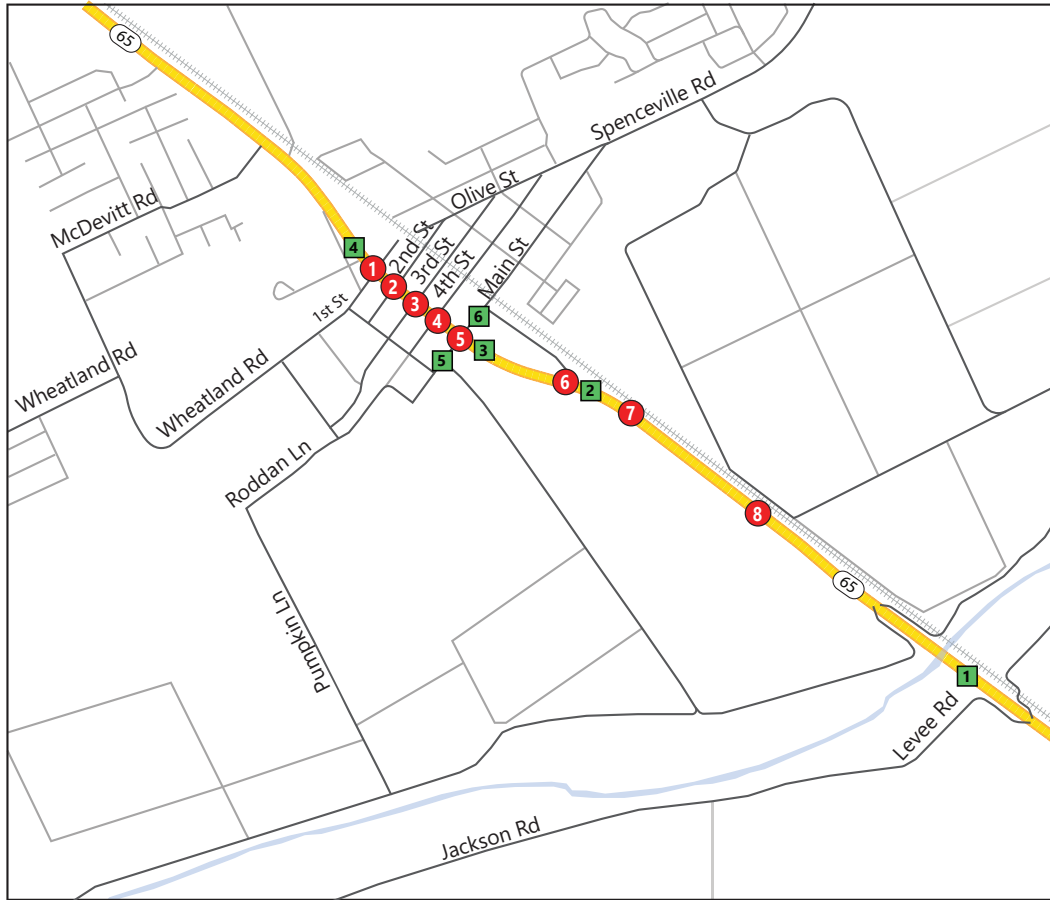 65
Spenceville Rd
Olive St
McDevitt Rd
4
1
2nd St
2
3rd St
3
4th St
Main St
1st St
4
6
5
3
5
Wheatland Rd
Wheatland Rd
6
2
7
Roddan Ln
8
65
Pumpkin Ln
1
Levee Rd
Jackson Rd